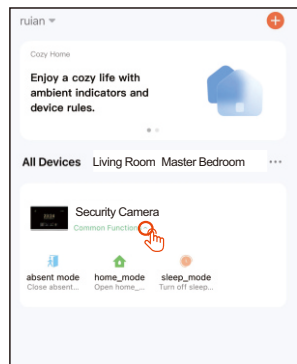 ruian
Cozy Home
Enjoy a cozy life with
ambient indicators and
device rules.
All Devices Living Room Master Bedroom ...
Security Camera
Common Function
absent mode home_mode sleep_mode
Close absent... Open home_... Turn off sleep...